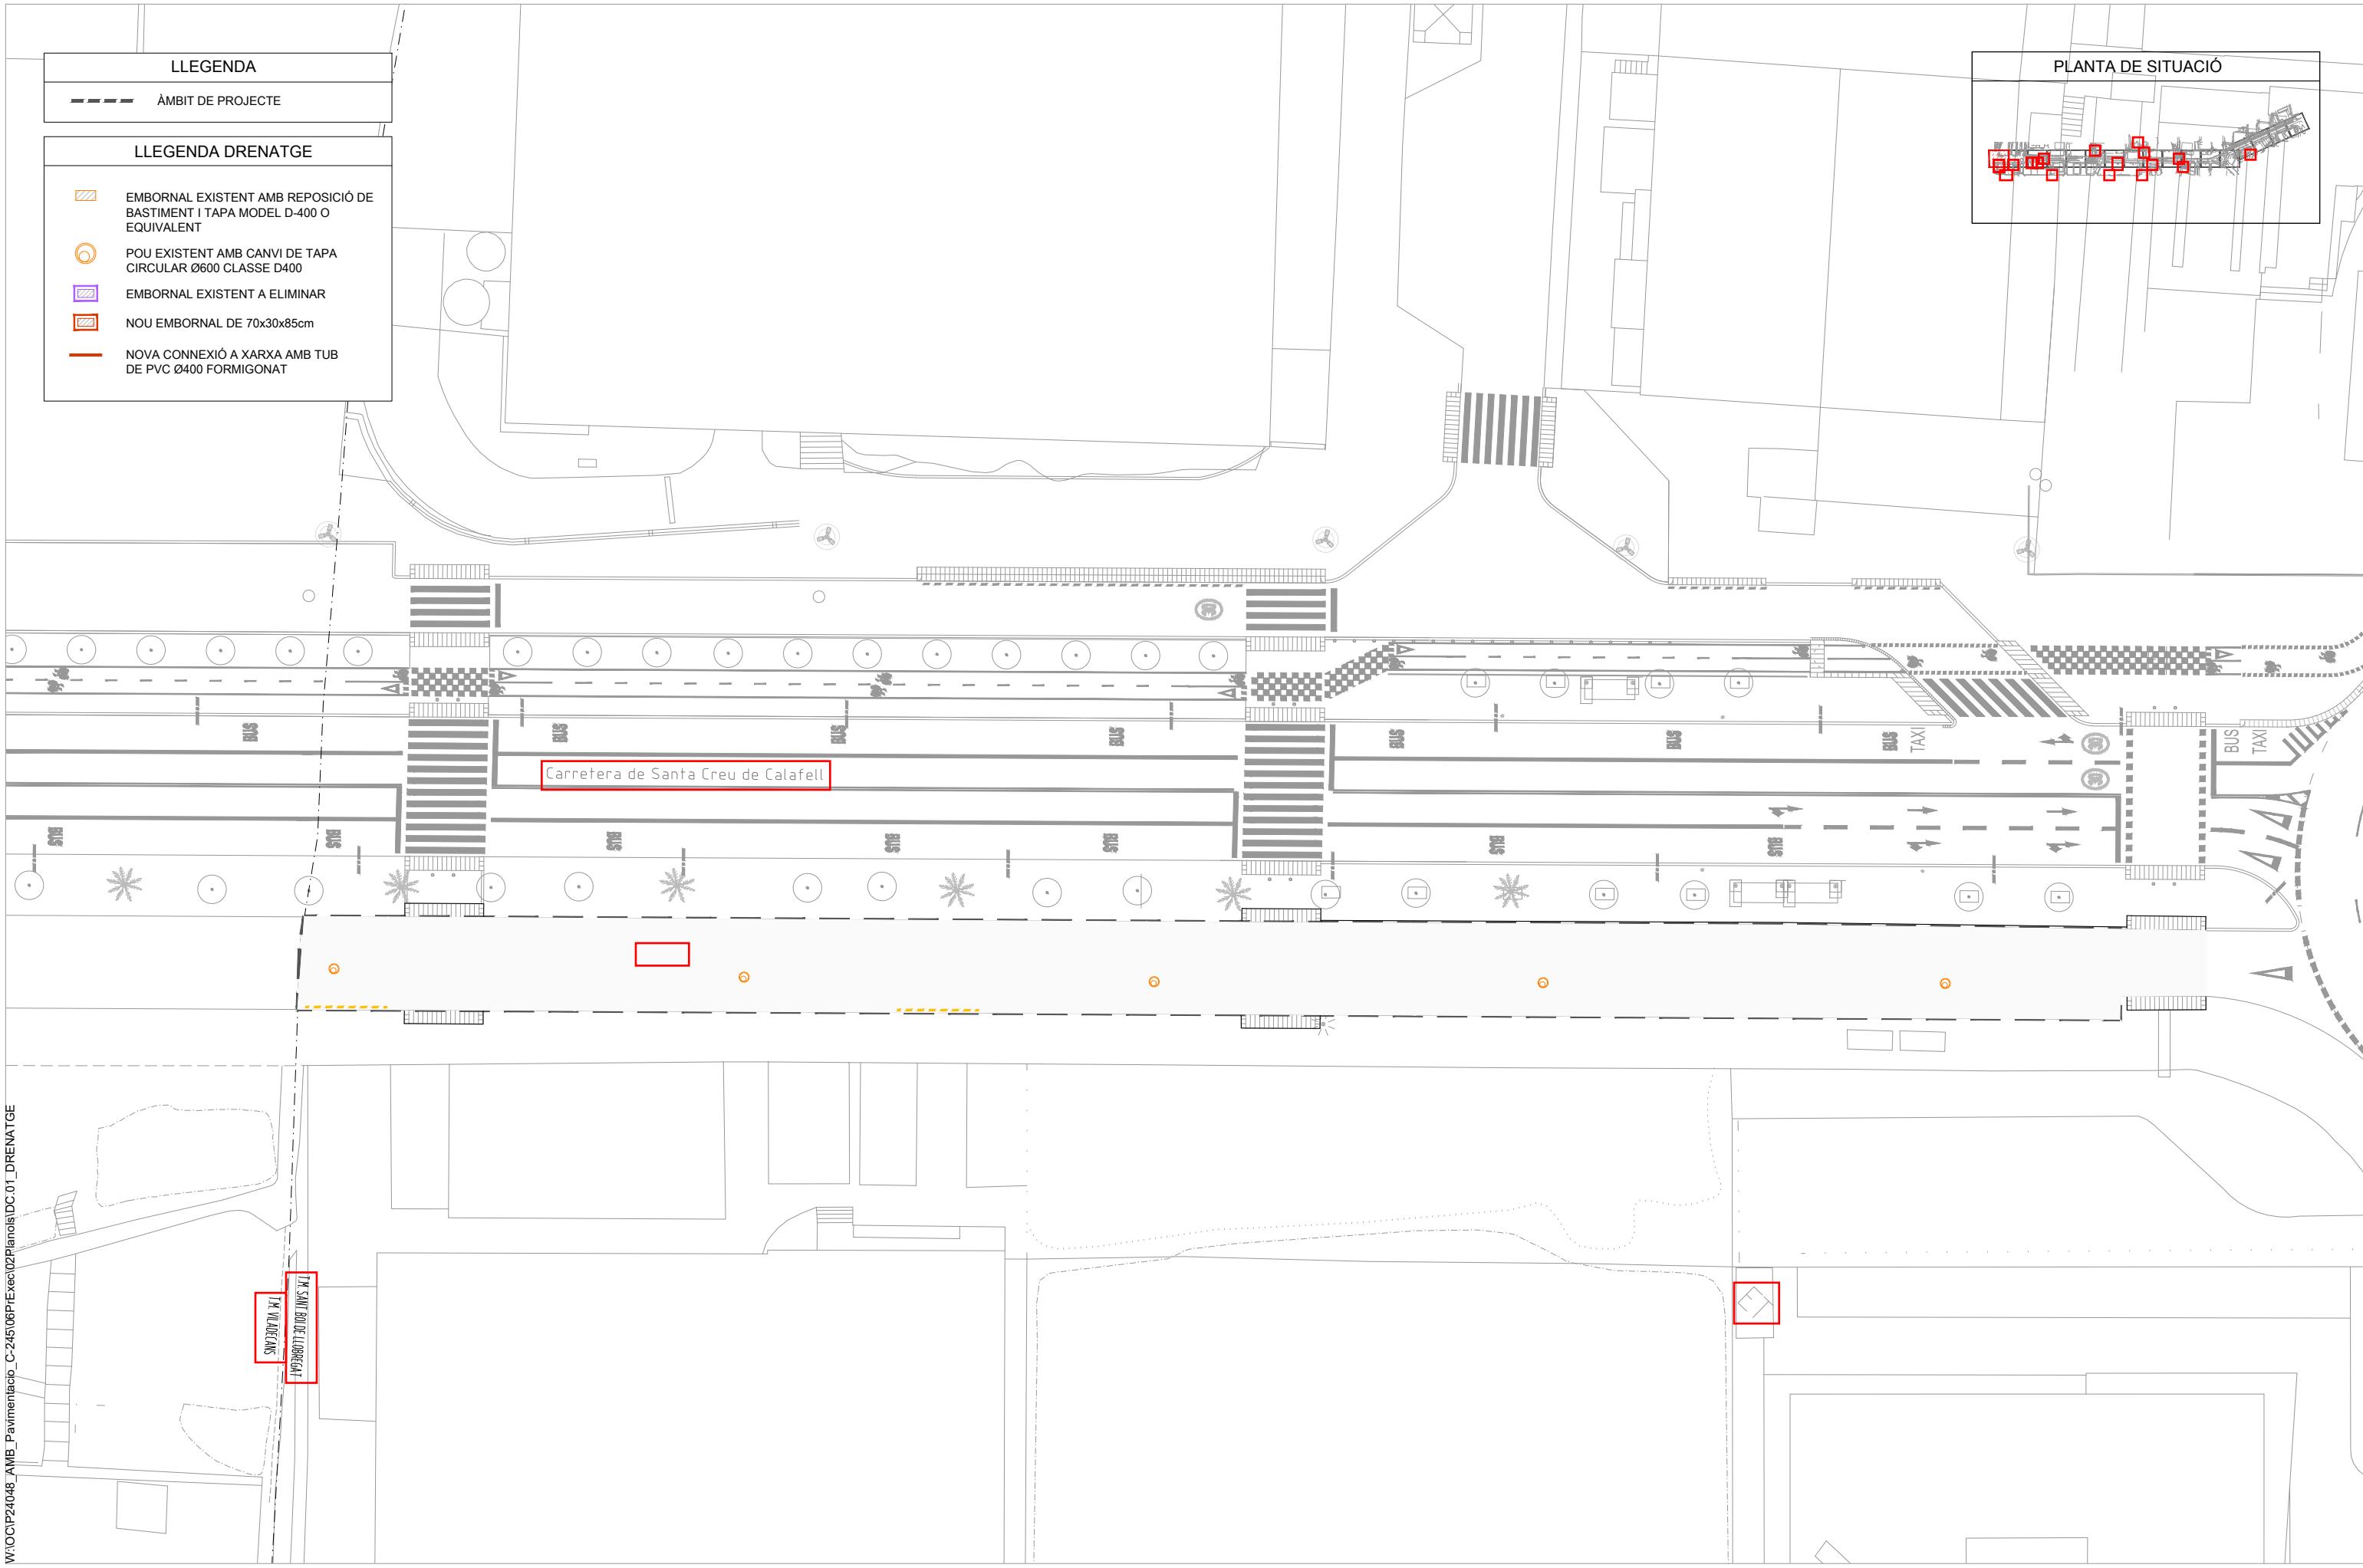 LLEGENDA
ÀMBIT DE PROJECTE
LLEGENDA DRENATGE
EMBORNAL EXISTENT AMB REPOSICIÓ DE
BASTIMENT I TAPA MODEL D-400 O
EQUIVALENT
POU EXISTENT AMB CANVI DE TAPA
CIRCULAR Ø600 CLASSE D400
EMBORNAL EXISTENT A ELIMINAR
NOU EMBORNAL DE 70x30x85cm
NOVA CONNEXIÓ A XARXA AMB TUB
DE PVC Ø400 FORMIGONAT
PLANTA DE SITUACIÓ
BUS
BUS
BUS
BUS
BUS
BUS
BUS
TAXI
BUS
TAXI
Carretera de Santa Creu de Calafell
BUS
BUS
BUS
BUS
BUS
BUS
BUS
T.M. VILADECANS
T.M. SANT BOI DE LLOBREGAT
W:\OC\P24048_AMB_Pavimentacio_C-245\06PrExec\02Planols\DC.01_DRENATGE